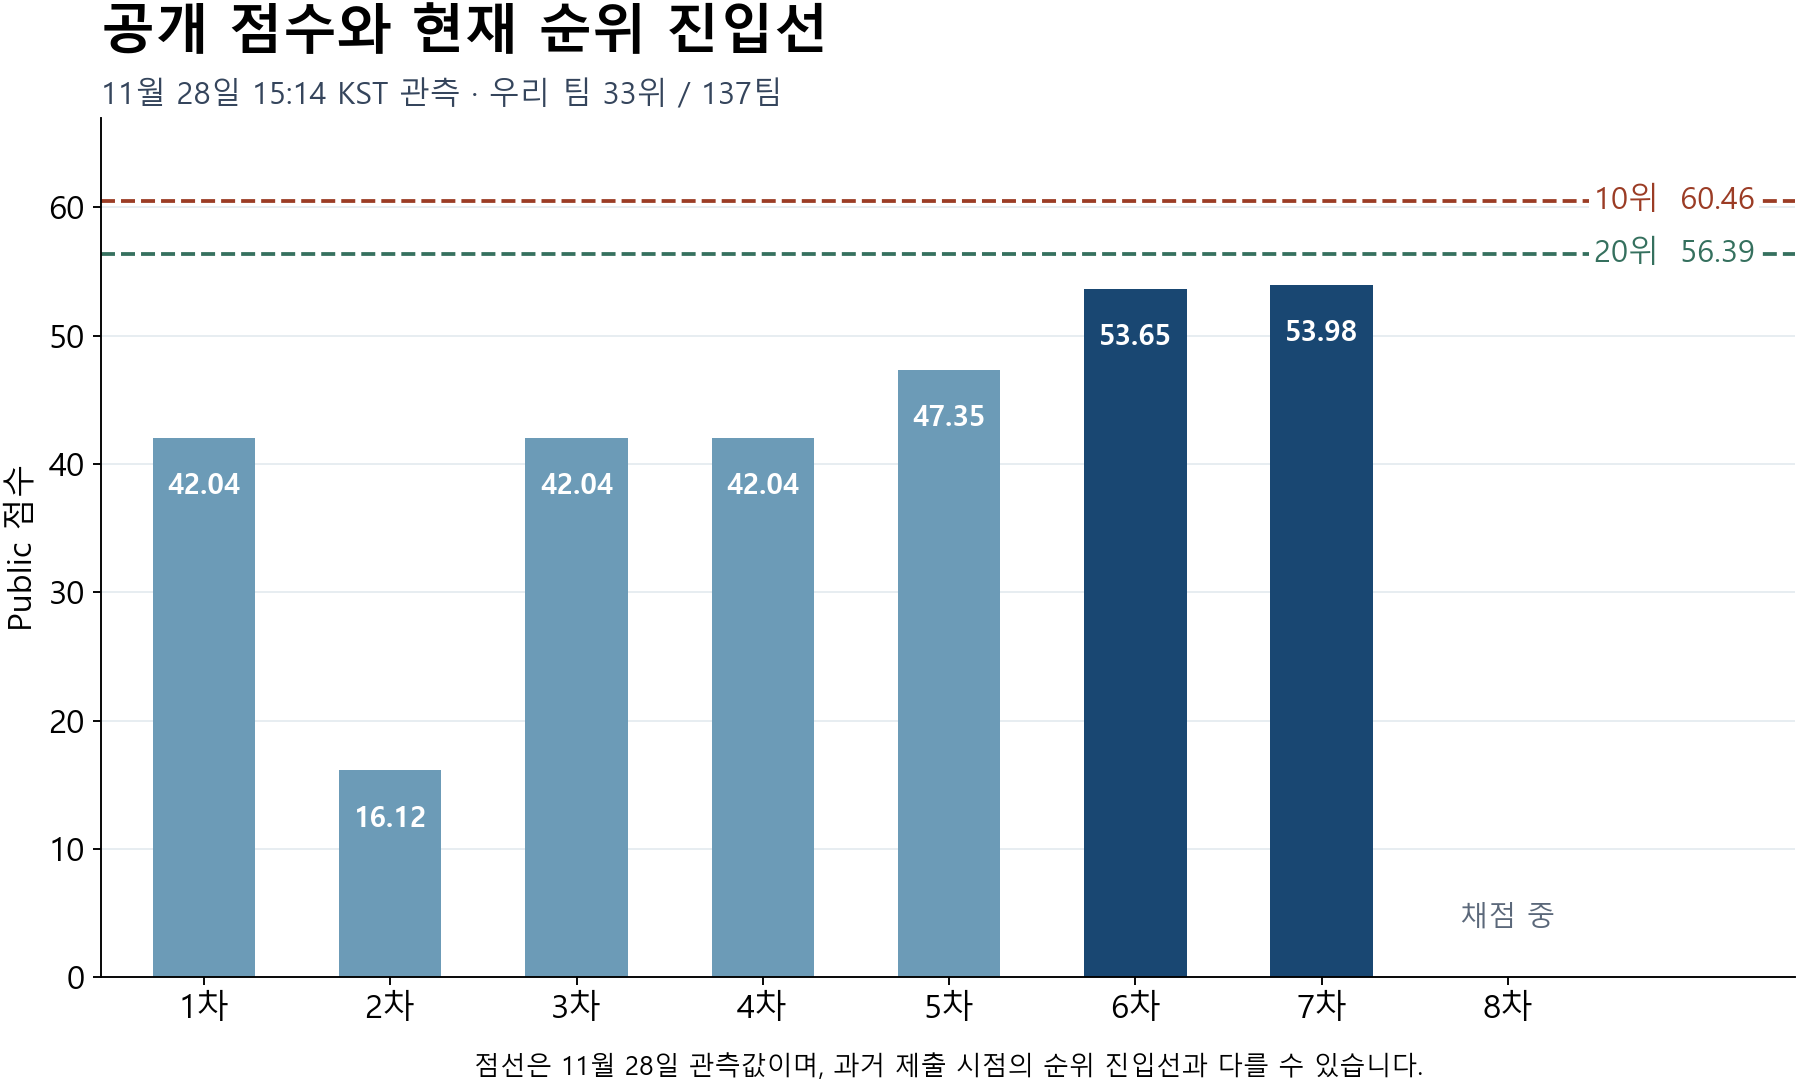 공개 점수와 현재 순위 진입선
11월 28일 15:14 KST 관측 · 우리 팀 33위 / 137팀
Public 점수
60
50
40
30
20
10
0
10위 60.46
20위 56.39
42.04
16.12
42.04
42.04
47.35
53.65
53.98
채점 중
1차 2차 3차 4차 5차 6차 7차 8차
점선은 11월 28일 관측값이며, 과거 제출 시점의 순위 진입선과 다를 수 있습니다.